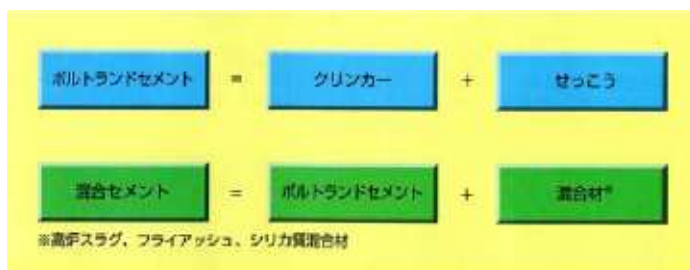 ポルトランドセメント = クリンカー + せっこう
混合セメント = ポルトランドセメント + 混合材※
※高炉スラグ、フライアッシュ、シリカ質混合材